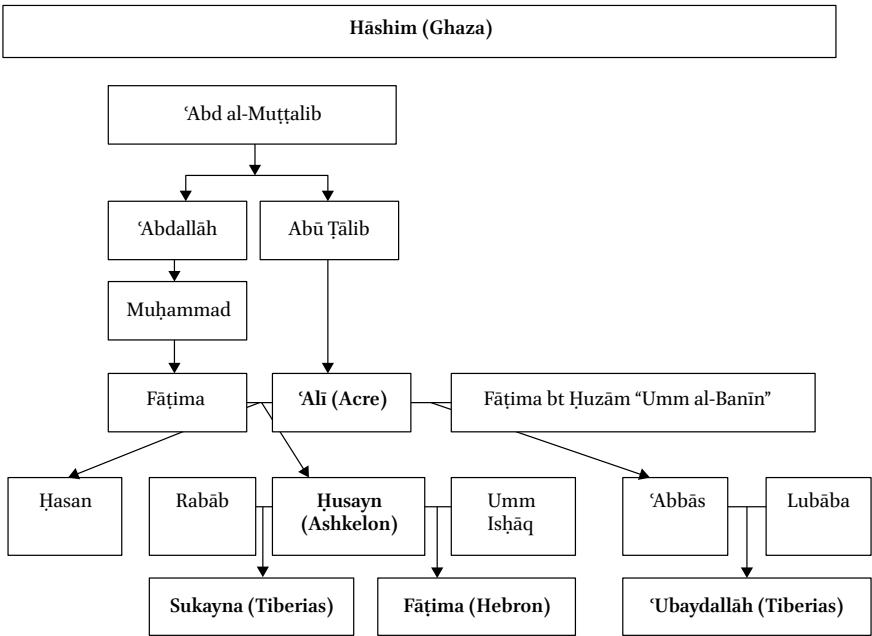 Hāshim (Ghaza)
ʿAbd al-Muṭṭalib
ʿAbdallāh
Abū Ṭālib
Muḥammad
Fāṭima
ʿAlī (Acre)
Fāṭima bt Ḥuzām “Umm al-Banīn”
Ḥasan
Rabāb
Ḥusayn
(Ashkelon)
Umm
Isḥāq
ʿAbbās
Lubāba
Sukayna (Tiberias)
Fāṭima (Hebron)
ʿUbaydallāh (Tiberias)